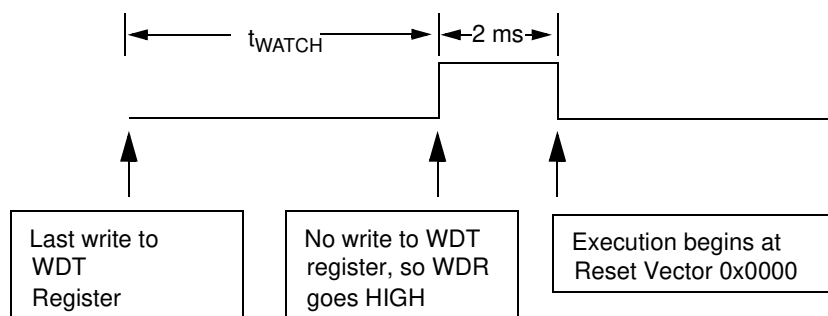 tWATCH
2 ms
Last write to
WDT
Register
No write to WDT
register, so WDR
goes HIGH
Execution begins at
Reset Vector 0x0000